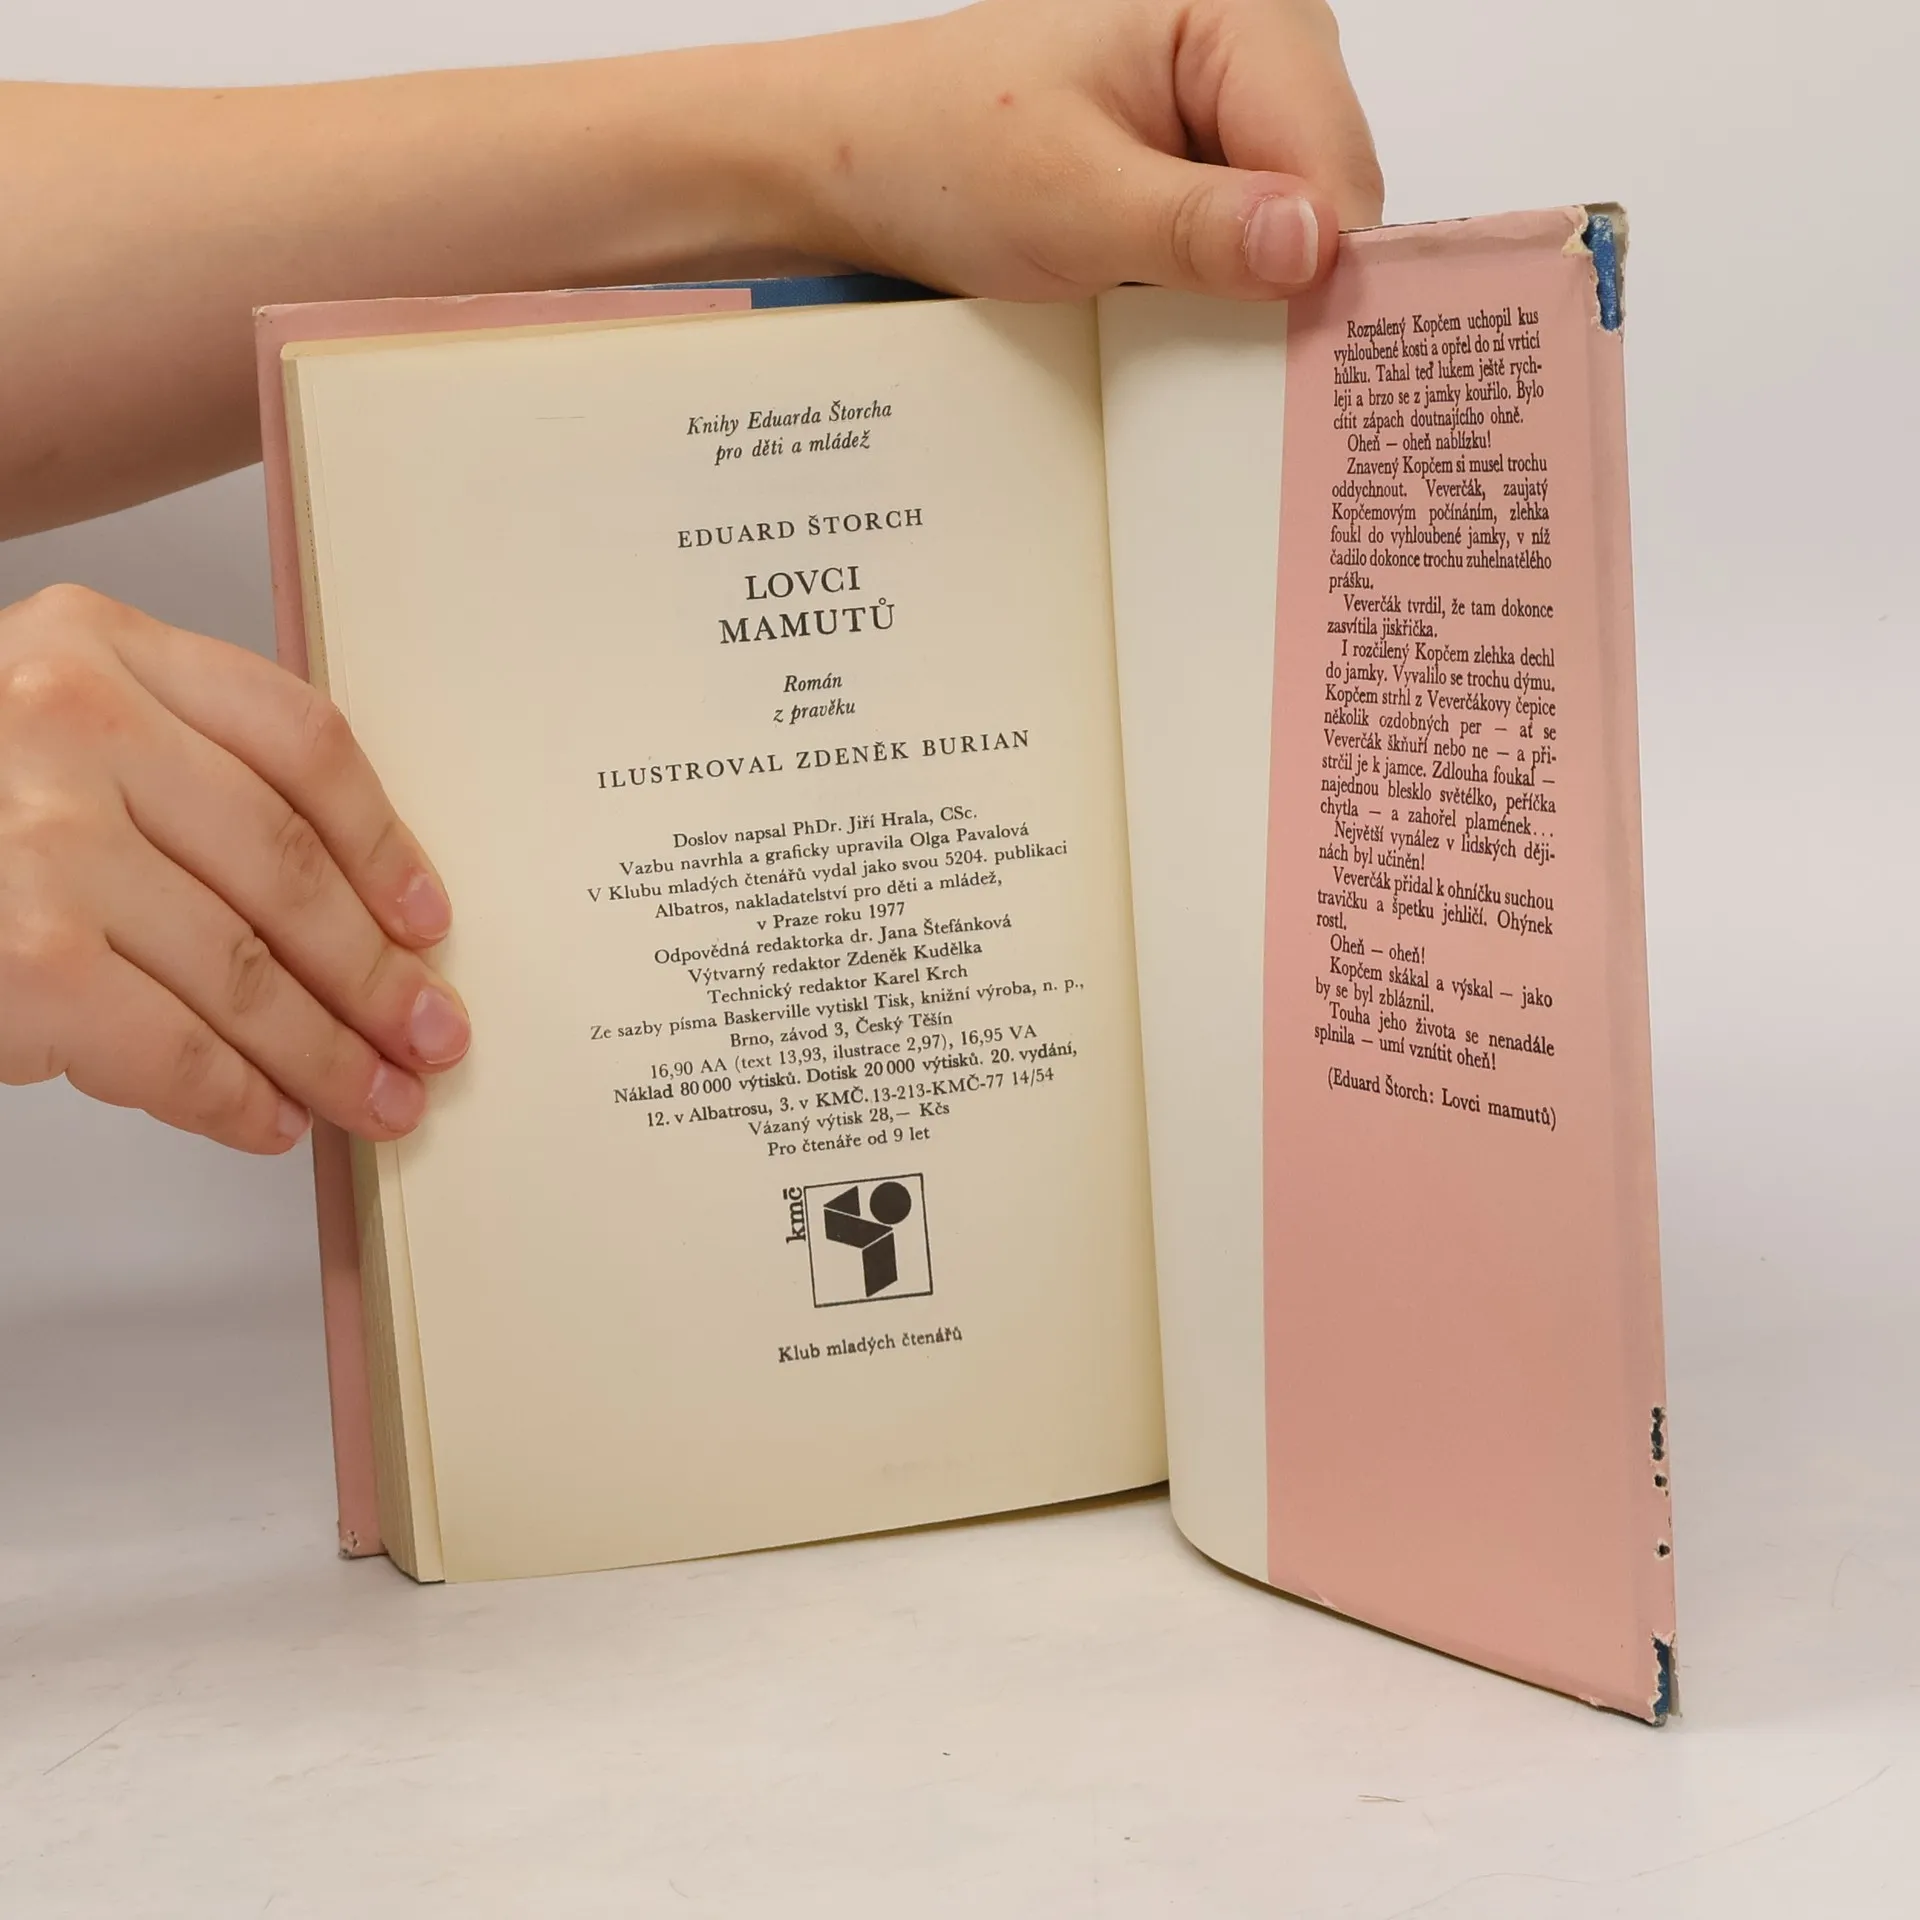 Knihy Eduarda Štorcha
pro děti a mládež
EDUARD ŠTORCH
LOVCI
MAMUTŮ
Román
z pravěku
ILUSTROVAL ZDENĚK BURIAN
Doslov napsal PhDr. Jiří Hrala, CSc.
Vazbu navrhla a graficky upravila Olga Pavalová
V Klubu mladých čtenářů vydal jako svou 5204. publikaci
Albatros, nakladatelství pro děti a mládež,
v Praze roku 1977
Odpovědná redaktorka dr. Jana Štefánková
Výtvarný redaktor Zdeněk Kudělka
Technický redaktor Karel Krch
Ze sazby písma Baskerville vytiskl Tisk, knižní výroba, n. p.,
Brno, závod 3, Český Těšín
16,90 AA (text 13,93, ilustrace 2,97), 16,95 VA
Náklad 80 000 výtisků. Dotisk 20 000 výtisků. 20. vydání,
12. v Albatrosu, 3. v KMČ. 13-213-KMČ-77 14/54
Vázaný výtisk 28,— Kčs
Pro čtenáře od 9 let
kmč
Klub mladých čtenářů
Rozpálený Kopčem uchopil kus
vyhloubené kosti a opřel do ní vrticí
hůlku. Tahal teď lukem ještě rych-
leji a brzo se z jamky kouřilo. Bylo
cítit zápach doutnajícího ohně.
Oheň — oheň nablízku!
Znavený Kopčem si musel trochu
oddychnout. Veverčák, zaujatý
Kopčemovým počínáním, zlehka
foukl do vyhloubené jamky, v níž
čadilo dokonce trochu zuhelnatělého
prášku.
Veverčák tvrdil, že tam dokonce
zasvítila jiskřička.
I rozčilený Kopčem zlehka dechl
do jamky. Vyvalilo se trochu dýmu.
Kopčem strhl z Veverčákovy čepice
několik ozdobných per — ať se
Veverčák škňuří nebo ne — a při-
strčil je k jamce. Zdlouha foukal —
najednou blesklo světélko, peříčka
chytla — a zahořel plamének...
Největší vynález v lidských ději-
nách byl učiněn!
Veverčák přidal k ohníčku suchou
travičku a špetku jehličí. Ohýnek
rostl.
Oheň — oheň!
Kopčem skákal a výskal — jako
by se byl zbláznil.
Touha jeho života se nenadále
splnila — umí vznítit oheň!
(Eduard Štorch: Lovci mamutů)